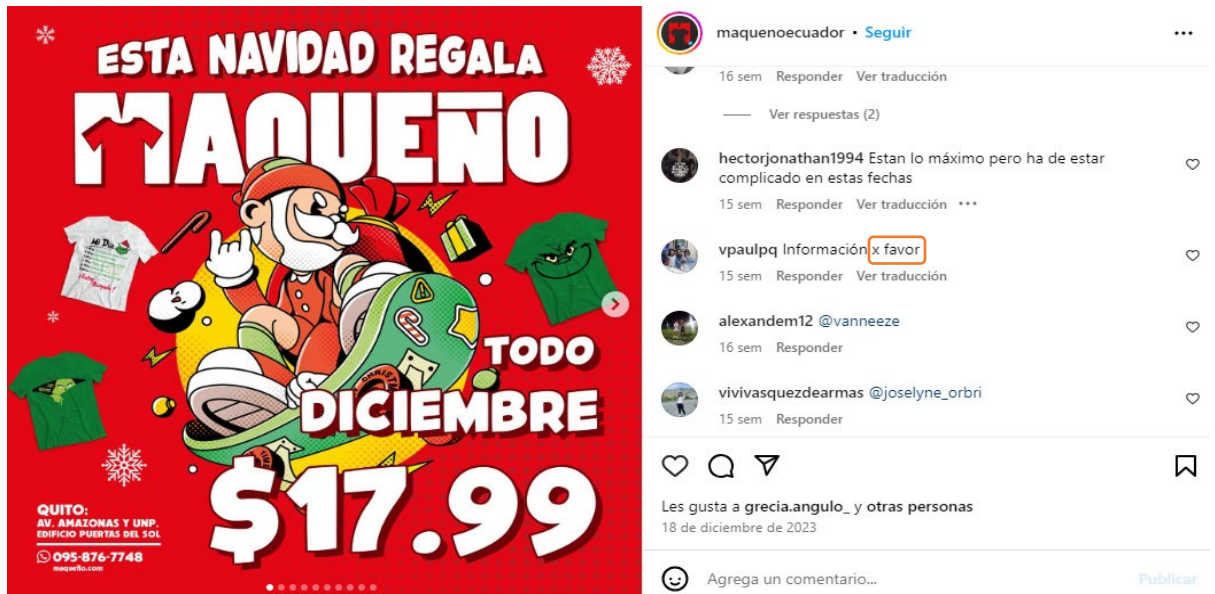 ESTA NAVIDAD REGALA
MAQUEÑO
Mi Día
TODO
DICIEMBRE
$17.99
QUITO:
AV. AMAZONAS Y UNP.
EDIFICIO PUERTAS DEL SOL
095-876-7748
maqueño.com
maquenoecuador • Seguir
16 sem Responder Ver traducción
Ver respuestas (2)
hectorjonathan1994 Estan lo máximo pero ha de estar
complicado en estas fechas
15 sem Responder Ver traducción
vpaulpq Información x favor
15 sem Responder Ver traducción
alexandem12 @vanneeze
16 sem Responder
vivivasquezdearmas @joselyne_orbri
15 sem Responder
Les gusta a grecia.angulo_ y otras personas
18 de diciembre de 2023
Agrega un comentario...
Publicar